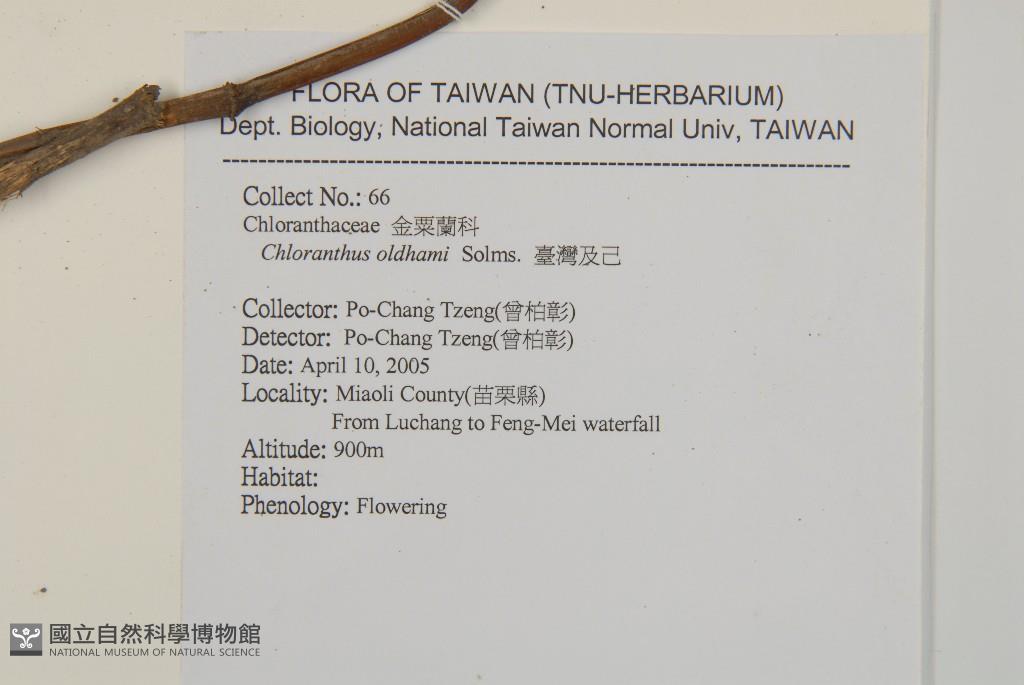 FLORA OF TAIWAN (TNU-HERBARIUM)
Dept. Biology, National Taiwan Normal Univ, TAIWAN
Collect No.: 66
Chloranthaceae 金粟蘭科
Chloranthus oldhami Solms. 臺灣及己
Collector: Po-Chang Tzeng(曾柏彰)
Detector: Po-Chang Tzeng(曾柏彰)
Date: April 10, 2005
Locality: Miaoli County(苗栗縣)
From Luchang to Feng-Mei waterfall
Altitude: 900m
Habitat:
Phenology: Flowering
國立自然科學博物館
NATIONAL MUSEUM OF NATURAL SCIENCE